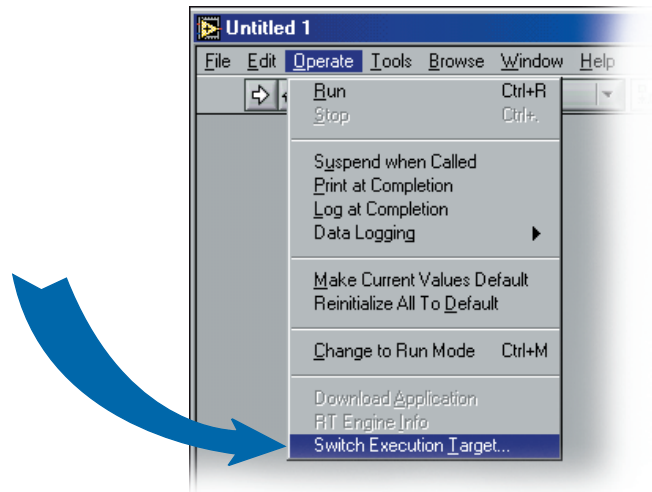 Untitled 1
File Edit Operate Tools Browse Window Help
Run Ctrl+R
Stop Ctrl+.
Suspend when Called
Print at Completion
Log at Completion
Data Logging
Make Current Values Default
Reinitialize All To Default
Change to Run Mode Ctrl+M
Download Application
RT Engine Info
Switch Execution Target...